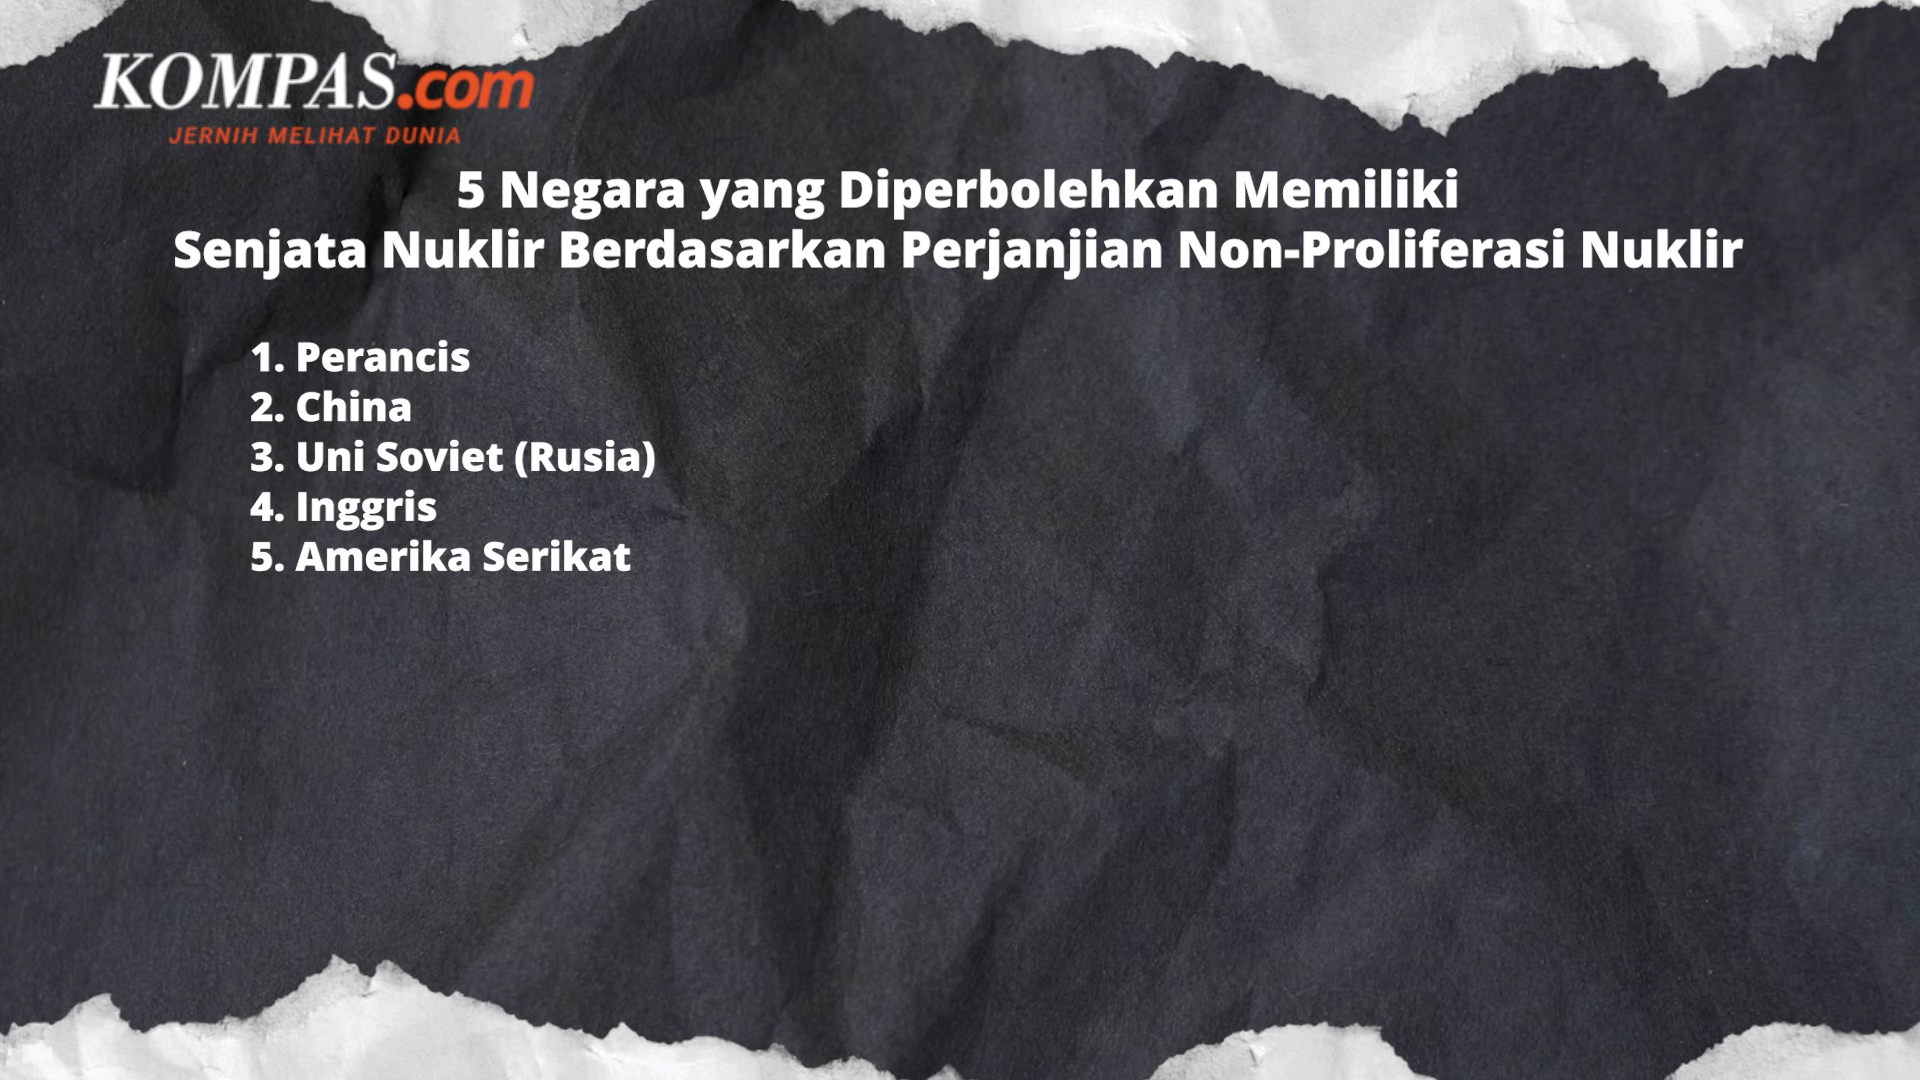 KOMPAS.com
JERNIH MELIHAT DUNIA
5 Negara yang Diperbolehkan Memiliki
Senjata Nuklir Berdasarkan Perjanjian Non-Proliferasi Nuklir
1. Perancis
2. China
3. Uni Soviet (Rusia)
4. Inggris
5. Amerika Serikat